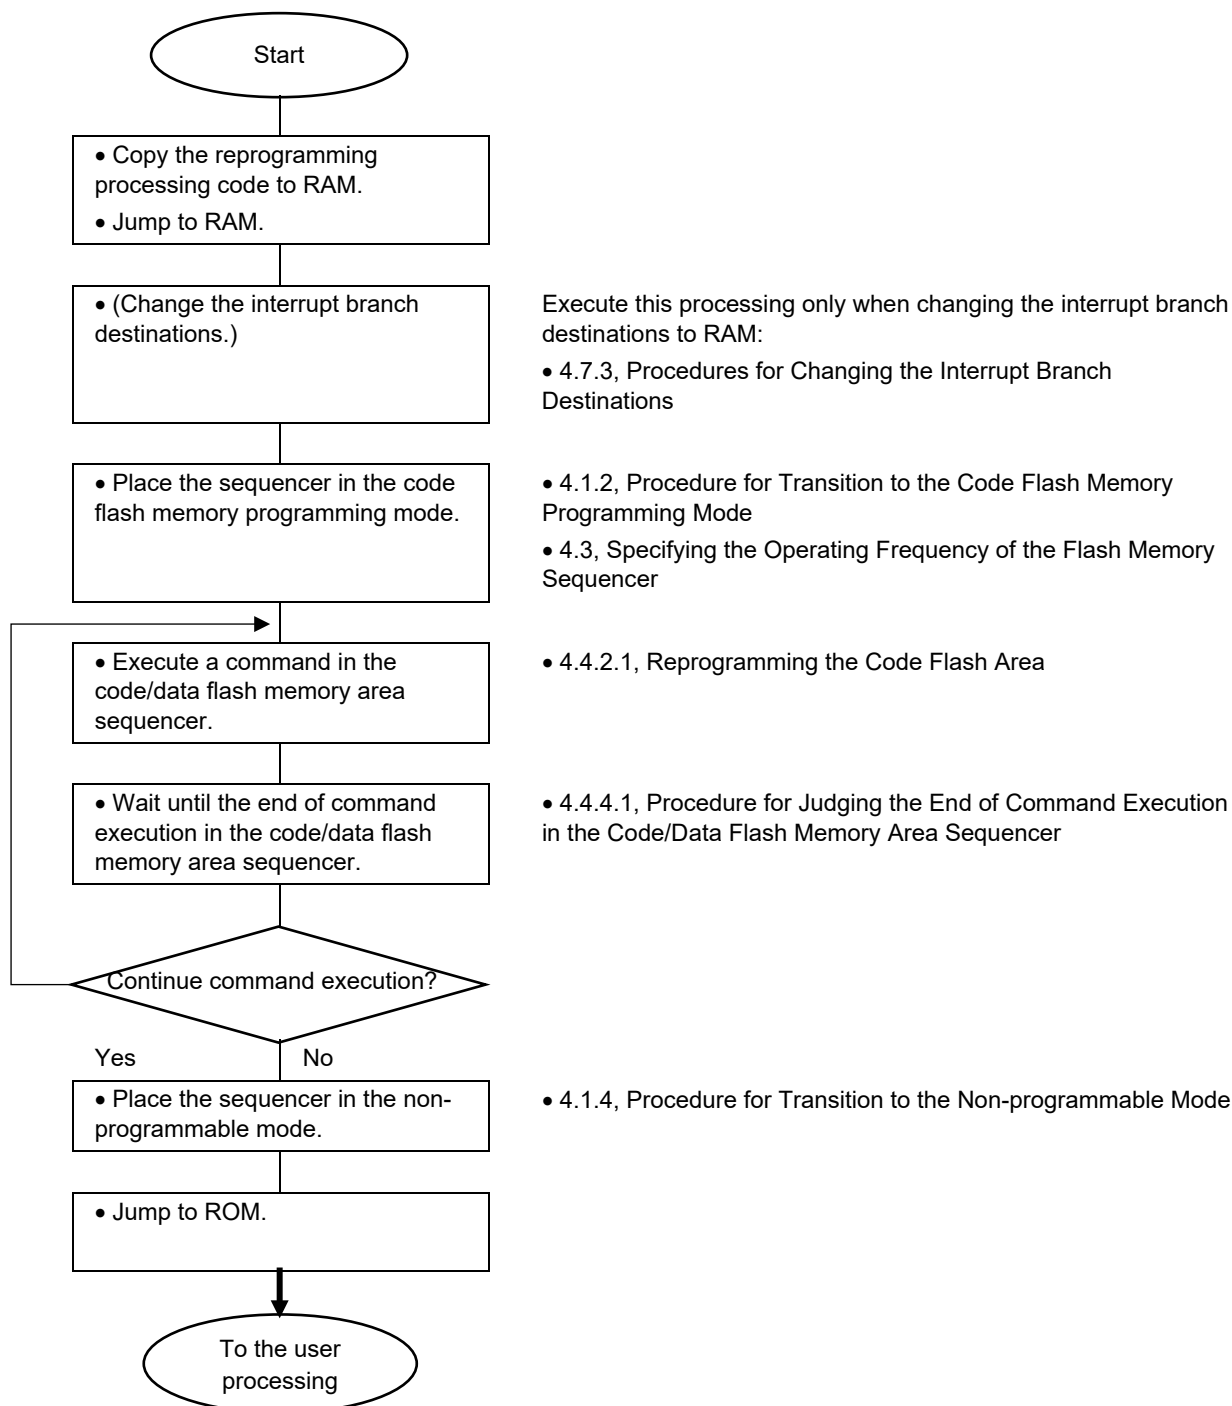 Start
• Copy the reprogramming
processing code to RAM.
• Jump to RAM.
• (Change the interrupt branch
destinations.)
Execute this processing only when changing the interrupt branch
destinations to RAM:
• 4.7.3, Procedures for Changing the Interrupt Branch
Destinations
• Place the sequencer in the code
flash memory programming mode.
• 4.1.2, Procedure for Transition to the Code Flash Memory
Programming Mode
• 4.3, Specifying the Operating Frequency of the Flash Memory
Sequencer
• Execute a command in the
code/data flash memory area
sequencer.
• 4.4.2.1, Reprogramming the Code Flash Area
• Wait until the end of command
execution in the code/data flash
memory area sequencer.
• 4.4.4.1, Procedure for Judging the End of Command Execution
in the Code/Data Flash Memory Area Sequencer
Continue command execution?
Yes
No
• Place the sequencer in the non-
programmable mode.
• 4.1.4, Procedure for Transition to the Non-programmable Mode
• Jump to ROM.
To the user
processing